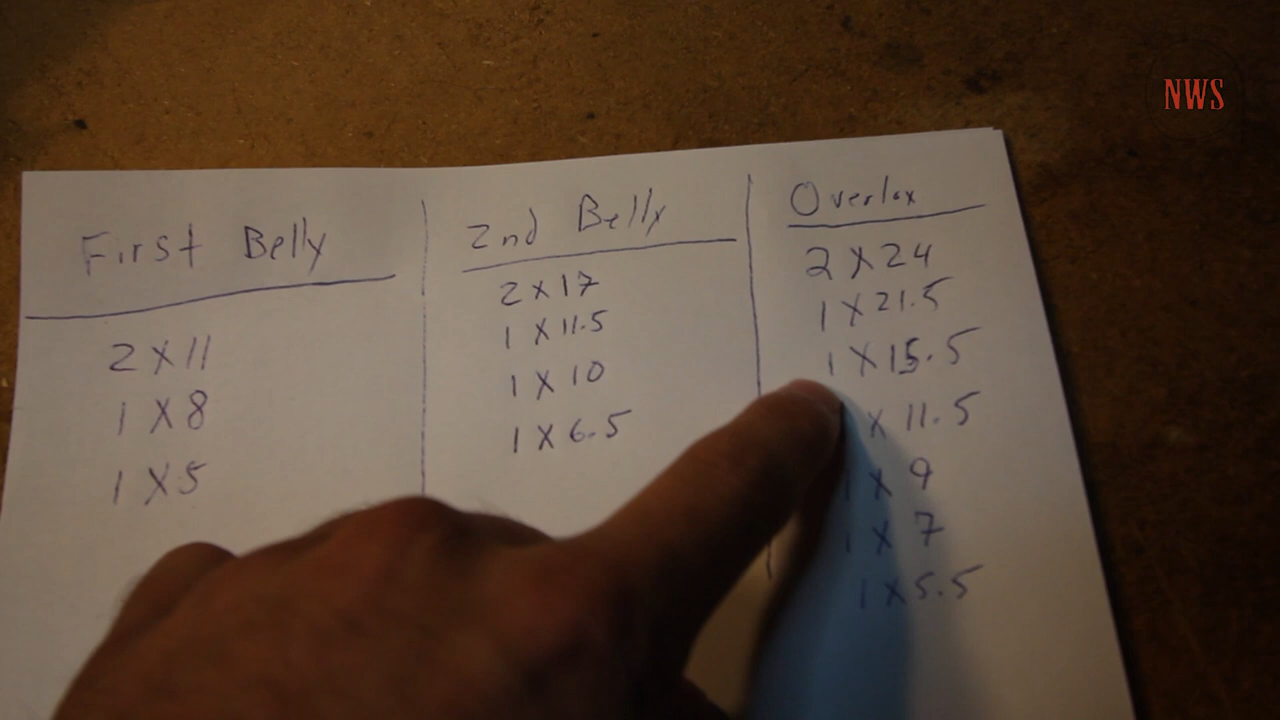 NWS
First Belly
2 X 11
1 X 8
1 X 5
2nd Belly
2 X 17
1 X 11.5
1 X 10
1 X 6.5
Overlax
2 X 24
1 X 21.5
1 X 15.5
X 11.5
1 X 9
1 X 7
1 X 5.5